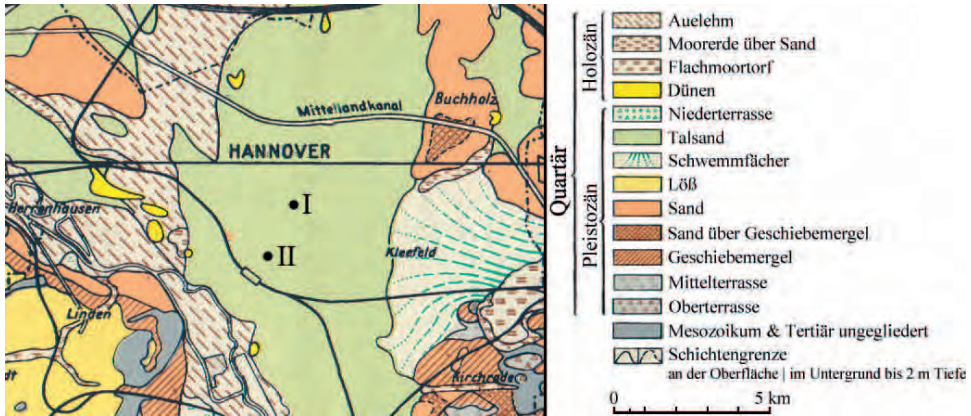 Buchholz
Mittellandkanal
HANNOVER
I
Herrenhausen
II
Kleefeld
Linden
dt
Kirchrode
Quartär
Holozän
Auelehm
Moorerde über Sand
Flachmoortorf
Dünen
Pleistozän
Niederterrasse
Talsand
Schwemmfächer
Löß
Sand
Sand über Geschiebemergel
Geschiebemergel
Mittelterrasse
Oberterrasse
Mesozoikum & Tertiär ungegliedert
Schichtengrenze
an der Oberfläche | im Untergrund bis 2 m Tiefe
0 5 km